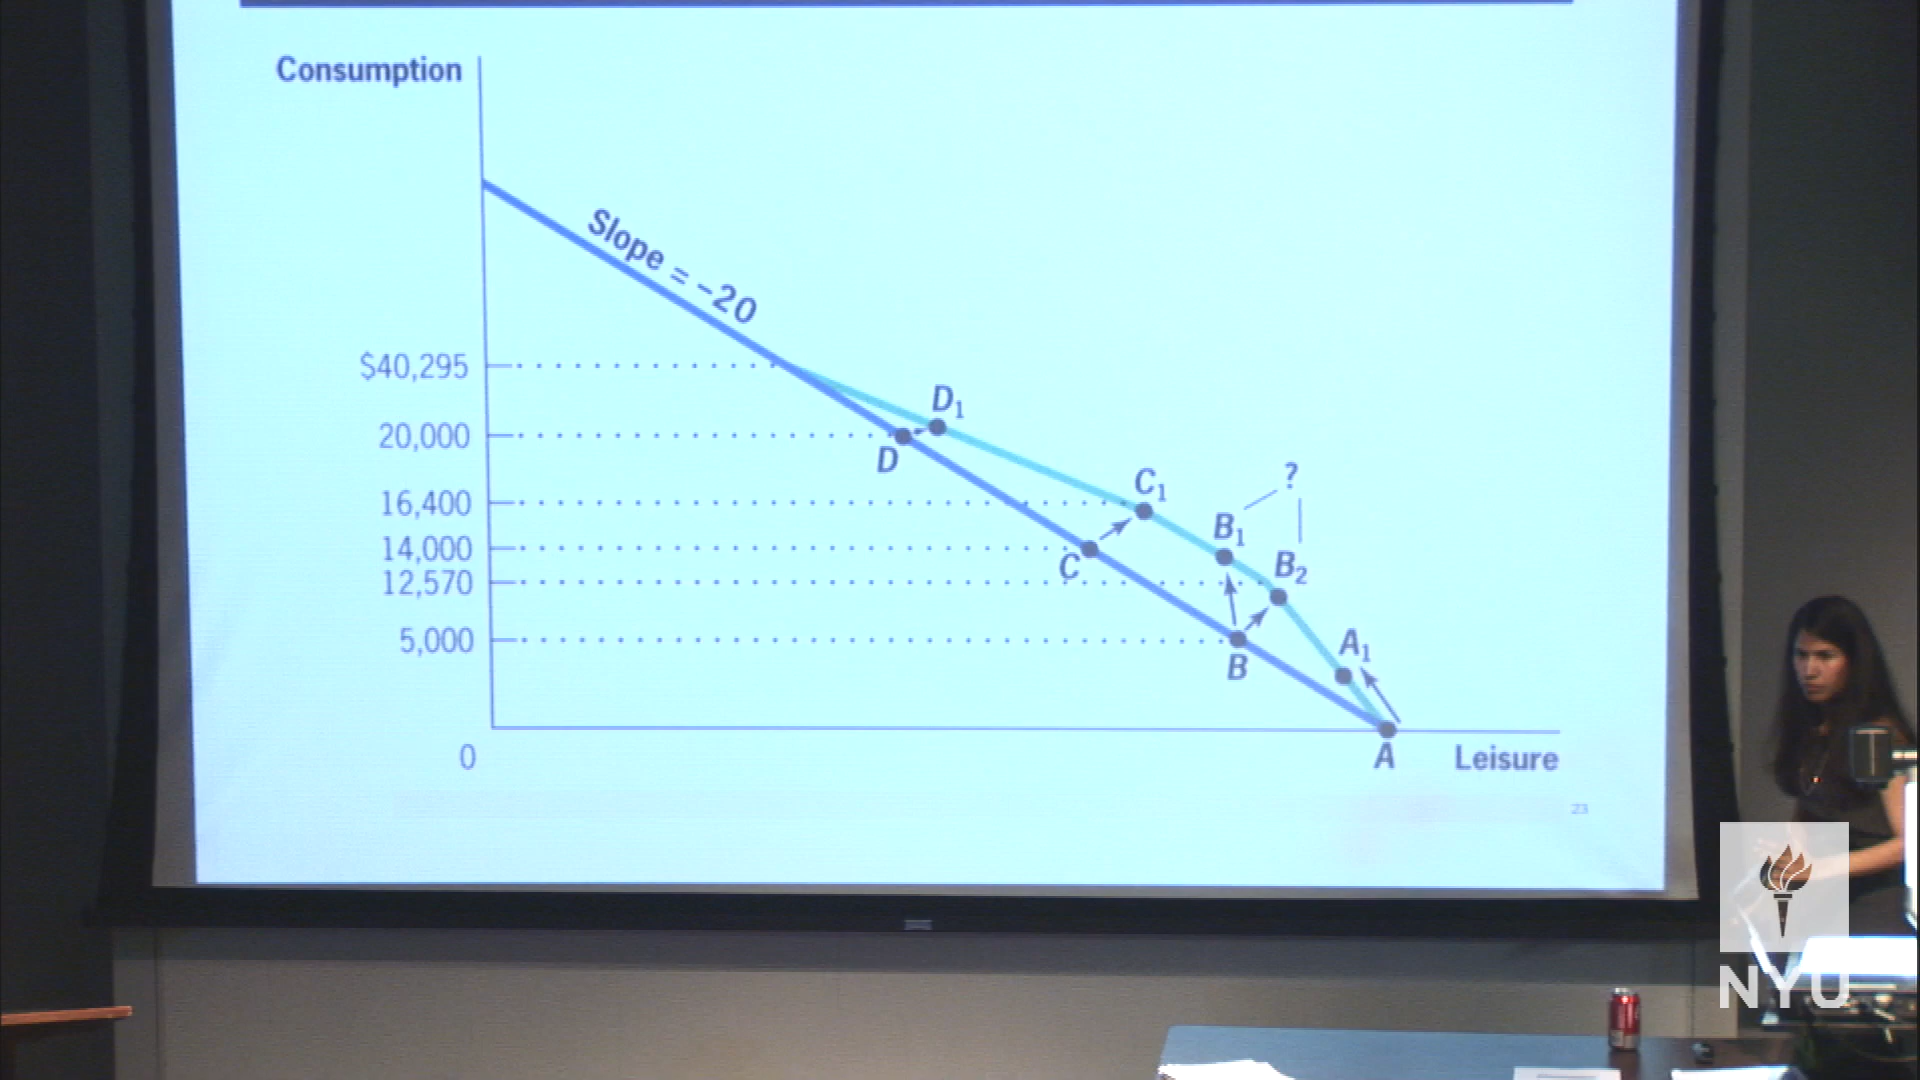 Consumption
Slope = –20
$40,295
D₁
20,000
D
C₁
?
16,400
B₁
14,000
C
B₂
12,570
5,000
A₁
B
0
A
Leisure
23
NYU